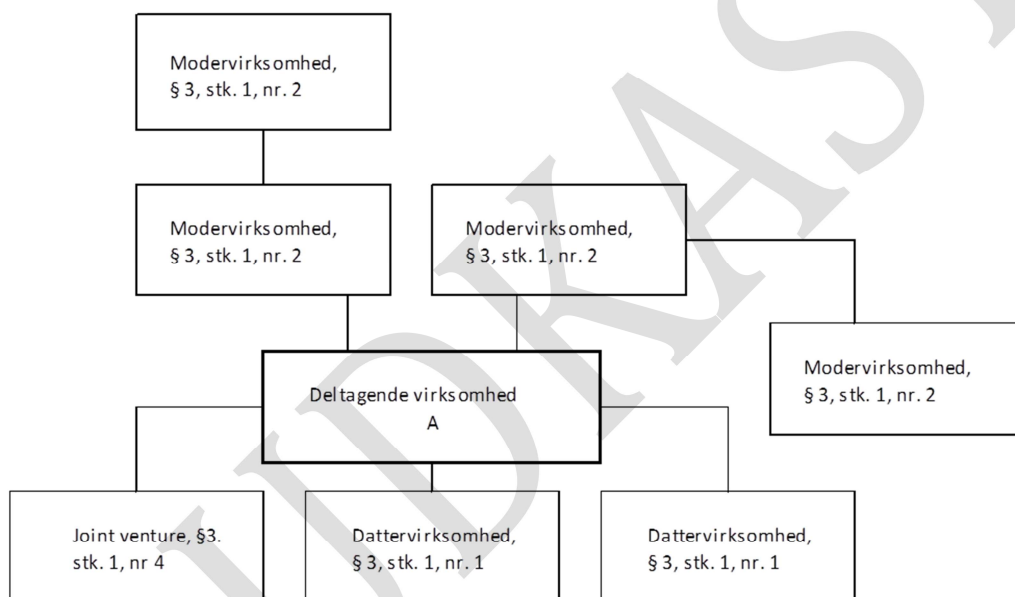 Modervirksomhed,
§ 3, stk. 1, nr. 2
Modervirksomhed,
§ 3, stk. 1, nr. 2
Modervirksomhed,
§ 3, stk. 1, nr. 2
Modervirksomhed,
§ 3, stk. 1, nr. 2
Deltagende virksomhed
A
Joint venture, §3.
stk. 1, nr 4
Dattervirksomhed,
§ 3, stk. 1, nr. 1
Dattervirksomhed,
§ 3, stk. 1, nr. 1
UDKAST